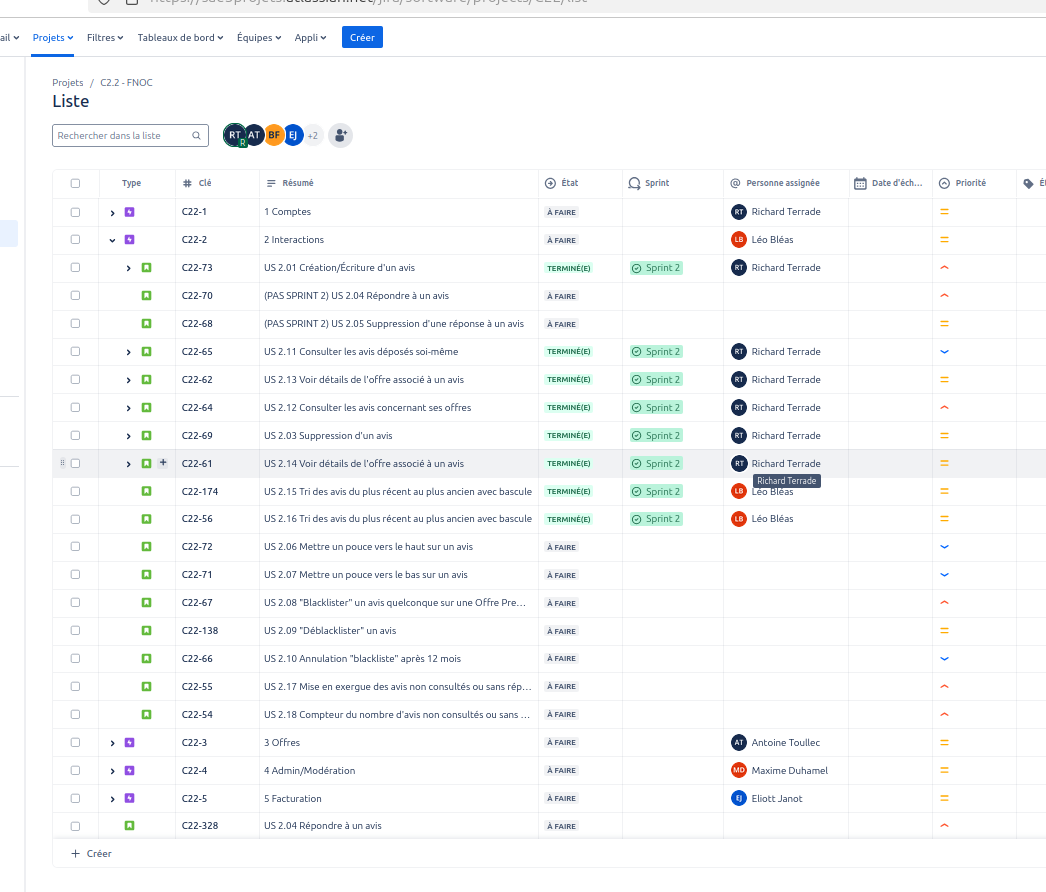 ail Projets Filtres Tableaux de bord Équipes Appli Créer
Projets / C2.2 - FNOC
Liste
Rechercher dans la liste RT R AT BF EJ +2
Type Clé Résumé État Sprint Personne assignée Date d'éch... Priorité
C22-1 1 Comptes À FAIRE RT Richard Terrade
C22-2 2 Interactions À FAIRE LB Léo Bléas
C22-73 US 2.01 Création/Écriture d'un avis TERMINÉ(E) Sprint 2 RT Richard Terrade
C22-70 (PAS SPRINT 2) US 2.04 Répondre à un avis À FAIRE
C22-68 (PAS SPRINT 2) US 2.05 Suppression d'une réponse à un avis À FAIRE
C22-65 US 2.11 Consulter les avis déposés soi-même TERMINÉ(E) Sprint 2 RT Richard Terrade
C22-62 US 2.13 Voir détails de l'offre associé à un avis TERMINÉ(E) Sprint 2 RT Richard Terrade
C22-64 US 2.12 Consulter les avis concernant ses offres TERMINÉ(E) Sprint 2 RT Richard Terrade
C22-69 US 2.03 Suppression d'un avis TERMINÉ(E) Sprint 2 RT Richard Terrade
C22-61 US 2.14 Voir détails de l'offre associé à un avis TERMINÉ(E) Sprint 2 RT Richard Terrade
Richard Terrade
C22-174 US 2.15 Tri des avis du plus récent au plus ancien avec bascule TERMINÉ(E) Sprint 2 LB Léo Bléas
C22-56 US 2.16 Tri des avis du plus récent au plus ancien avec bascule TERMINÉ(E) Sprint 2 LB Léo Bléas
C22-72 US 2.06 Mettre un pouce vers le haut sur un avis À FAIRE
C22-71 US 2.07 Mettre un pouce vers le bas sur un avis À FAIRE
C22-67 US 2.08 "Blacklister" un avis quelconque sur une Offre Pre... À FAIRE
C22-138 US 2.09 "Déblacklister" un avis À FAIRE
C22-66 US 2.10 Annulation "blackliste" après 12 mois À FAIRE
C22-55 US 2.17 Mise en exergue des avis non consultés ou sans rép... À FAIRE
C22-54 US 2.18 Compteur du nombre d'avis non consultés ou sans ... À FAIRE
C22-3 3 Offres À FAIRE AT Antoine Toullec
C22-4 4 Admin/Modération À FAIRE MD Maxime Duhamel
C22-5 5 Facturation À FAIRE EJ Eliott Janot
C22-328 US 2.04 Répondre à un avis À FAIRE
+ Créer